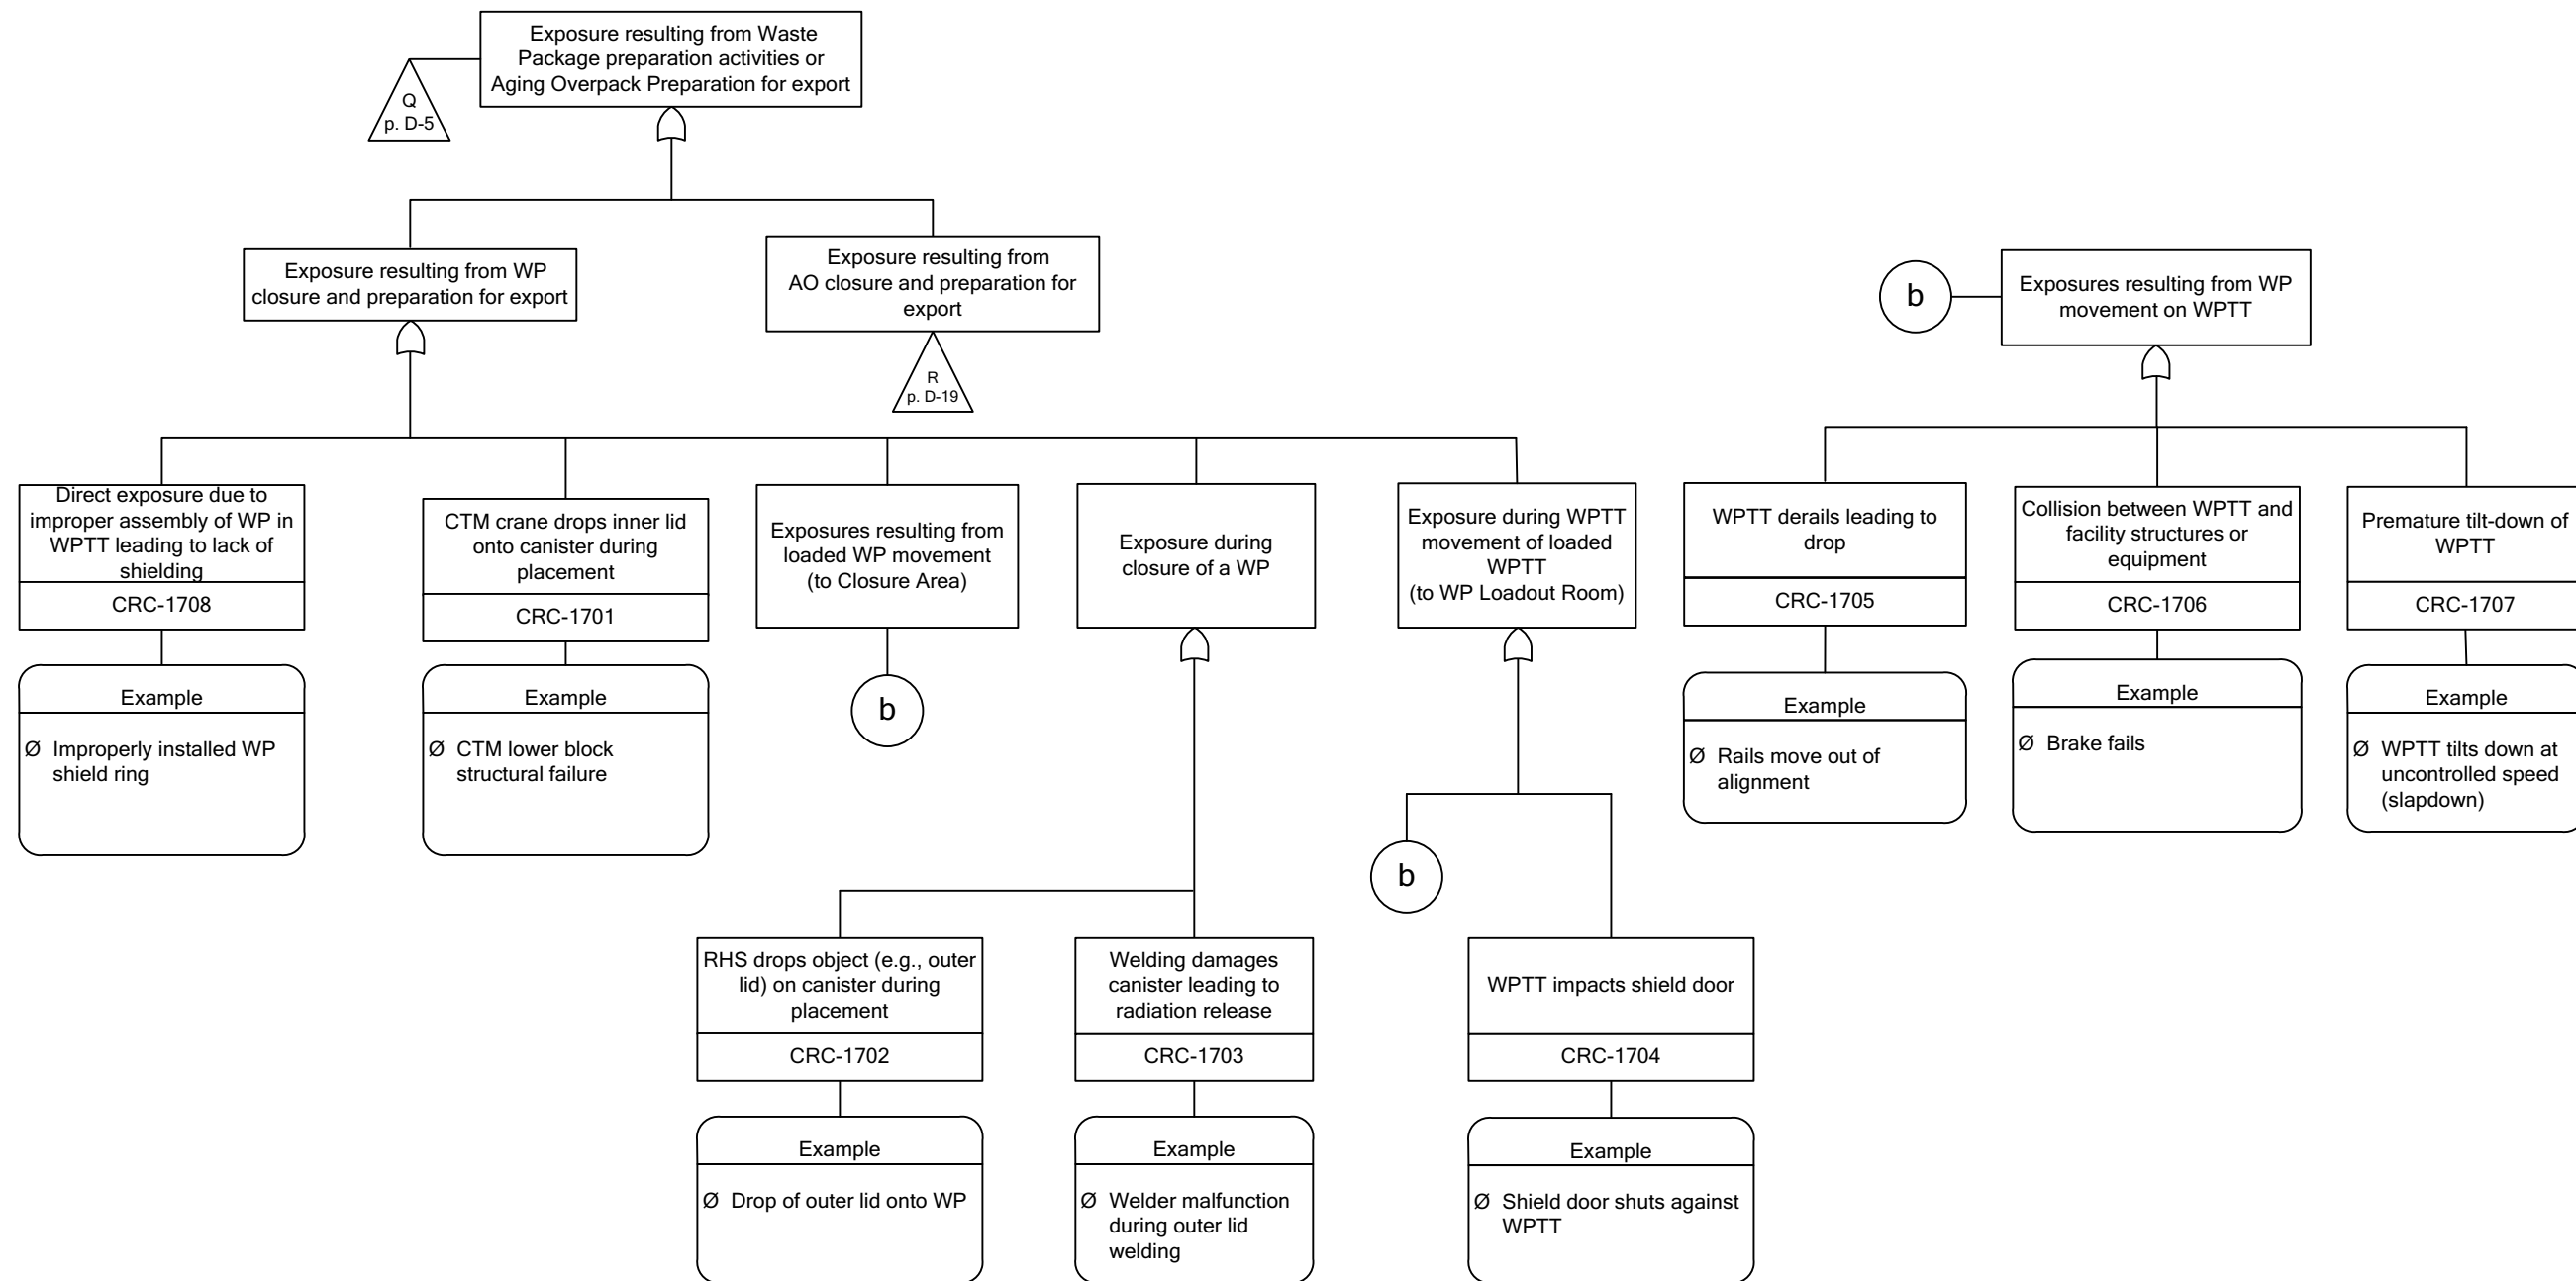 Exposure resulting from Waste
Package preparation activities or
Aging Overpack Preparation for export
Q
p. D-5
Exposure resulting from WP
closure and preparation for export
Exposure resulting from
AO closure and preparation for
export
R
p. D-19
b
Exposures resulting from WP
movement on WPTT
Direct exposure due to
improper assembly of WP in
WPTT leading to lack of
shielding
CRC-1708
Example
Ø Improperly installed WP
shield ring
CTM crane drops inner lid
onto canister during
placement
CRC-1701
Example
Ø CTM lower block
structural failure
Exposures resulting from
loaded WP movement
(to Closure Area)
b
Exposure during
closure of a WP
Exposure during WPTT
movement of loaded
WPTT
(to WP Loadout Room)
b
WPTT derails leading to
drop
CRC-1705
Example
Ø Rails move out of
alignment
Collision between WPTT and
facility structures or
equipment
CRC-1706
Example
Ø Brake fails
Premature tilt-down of
WPTT
CRC-1707
Example
Ø WPTT tilts down at
uncontrolled speed
(slapdown)
RHS drops object (e.g., outer
lid) on canister during
placement
CRC-1702
Example
Ø Drop of outer lid onto WP
Welding damages
canister leading to
radiation release
CRC-1703
Example
Ø Welder malfunction
during outer lid
welding
WPTT impacts shield door
CRC-1704
Example
Ø Shield door shuts against
WPTT